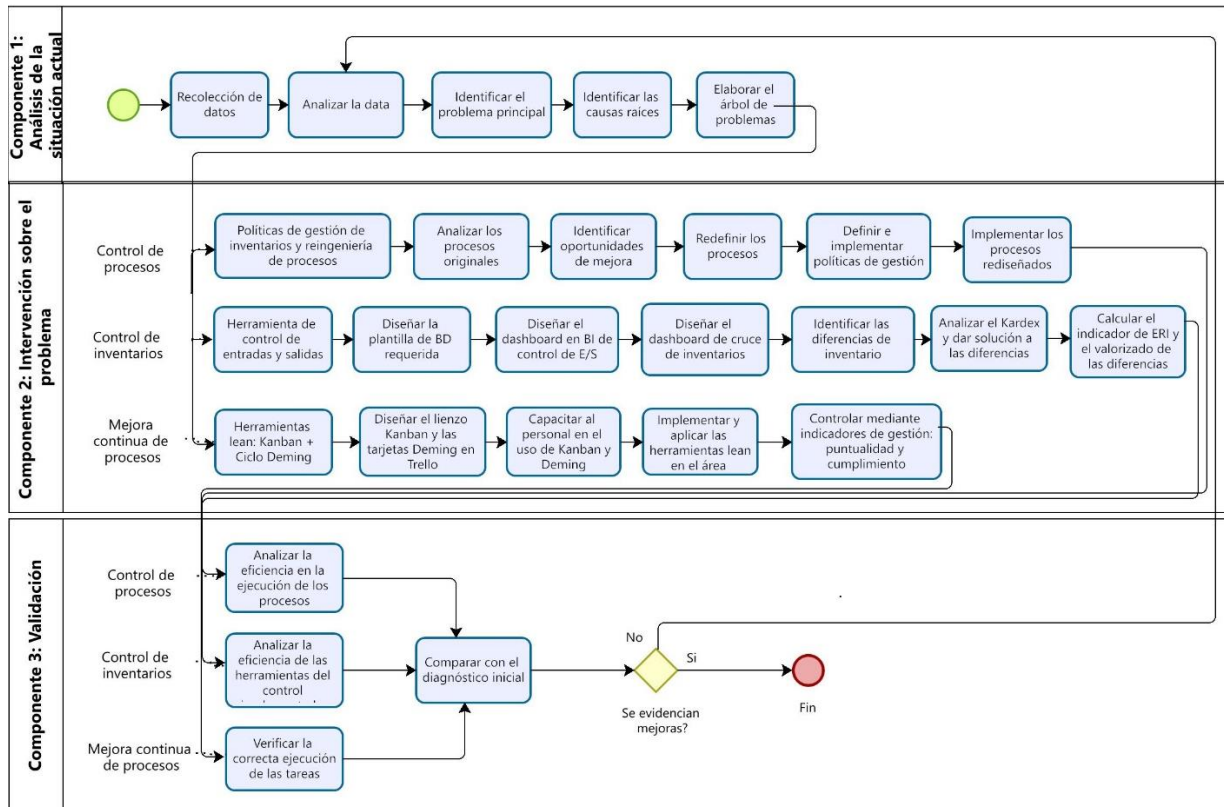 Componente 1:
Análisis de la
situación actual
Recolección de
datos
Analizar la data
Identificar el
problema principal
Identificar las
causas raíces
Elaborar el
árbol de
problemas
Componente 2: Intervención sobre el
problema
Control de
procesos
Políticas de gestión de
inventarios y reingeniería
de procesos
Analizar los
procesos
originales
Identificar
oportunidades
de mejora
Redefinir los
procesos
Definir e
implementar
políticas de gestión
Implementar los
procesos
rediseñados
Control de
inventarios
Herramienta de
control de
entradas y salidas
Diseñar la
plantilla de BD
requerida
Diseñar el
dashboard en BI de
control de E/S
Diseñar el
dashboard de cruce
de inventarios
Identificar las
diferencias de
inventario
Analizar el Kardex
y dar solución a
las diferencias
Calcular el
indicador de ERI y
el valorizado de
las diferencias
Mejora
continua de
procesos
Herramientas
lean: Kanban +
Ciclo Deming
Diseñar el lienzo
Kanban y las
tarjetas Deming en
Trello
Capacitar al
personal en el
uso de Kanban y
Deming
Implementar y
aplicar las
herramientas lean
en el área
Controlar mediante
indicadores de gestión:
puntualidad y
cumplimiento
Componente 3: Validación
Control de
procesos
Analizar la
eficiencia en la
ejecución de los
procesos
Control de
inventarios
Analizar la
eficiencia de las
herramientas del
control
Mejora continua
de procesos
Verificar la
correcta ejecución
de las tareas
Comparar con el
diagnóstico inicial
No
Si
Se evidencian
mejoras?
Fin